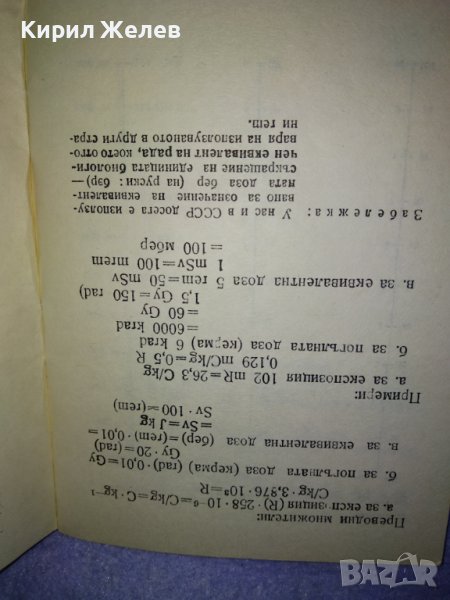 Кирил Желев
Преводни множители:
а. за експ зиция (R) · 258 · 10⁻⁶=C/kg=C · kg⁻¹
C/kg · 3,876 · 10³=R
б. за погълната доза (керма) (rad) · 0,01=Gy
Gy · 20 · (rad)
в. за еквивалентна доза (бер) (rem) · 0,01=
=Sv=J kg
Sv · 100=(rem)
Примери:
а. за експозиция 102 mR=26,3 C/kg
0,129 mC/kg=0,5 R
б. за погълната доза (керма) 6 krad
=6000 krad
=60 Gy
1,5 Gy=150 rad)
в. за еквивалентна доза 5 rem=50 mSv
1 mSv=100 mrem
=100 мбер
Забележка: У нас и в СССР досега е използу-
вано за означение на еквивалент-
ната доза бер (на руски: бэр)—
съкращение на единицата биологи-
чен еквивалент на рада, което отго-
варя на използуваното в други стра-
ни rem.
BAZAR